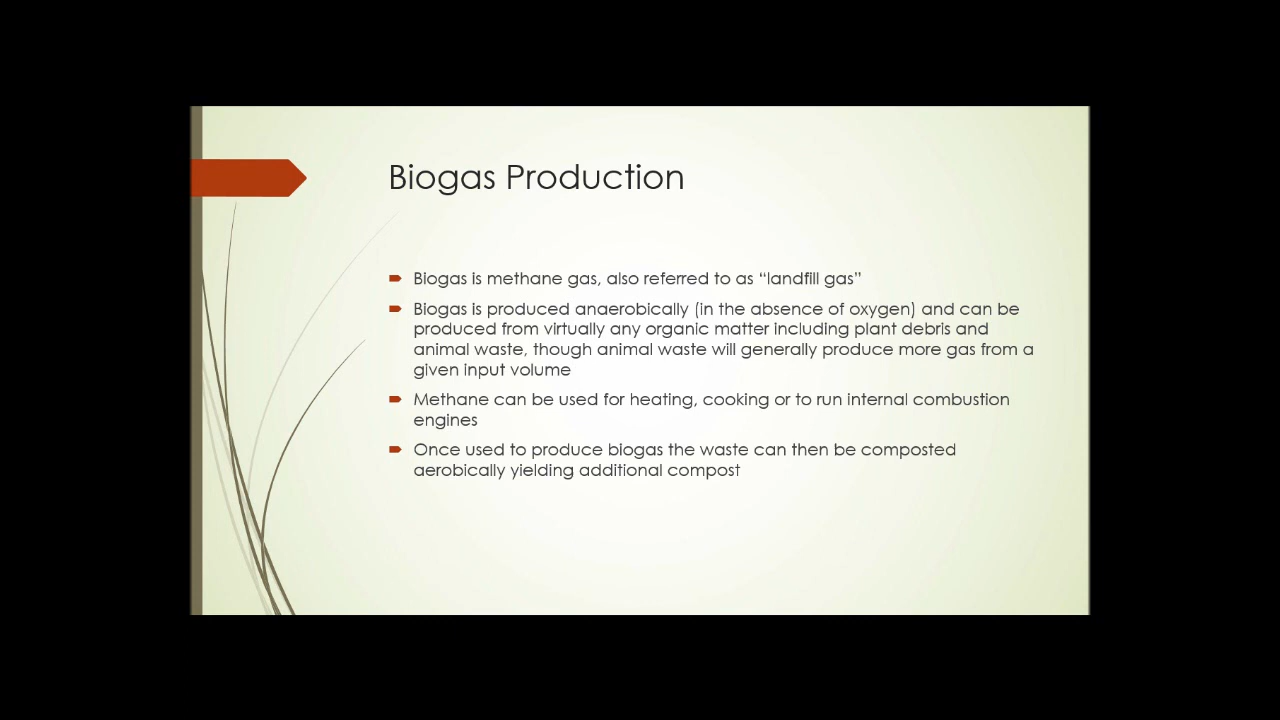 Biogas Production
Biogas is methane gas, also referred to as “landfill gas”
Biogas is produced anaerobically (in the absence of oxygen) and can be
produced from virtually any organic matter including plant debris and
animal waste, though animal waste will generally produce more gas from a
given input volume
Methane can be used for heating, cooking or to run internal combustion
engines
Once used to produce biogas the waste can then be composted
aerobically yielding additional compost